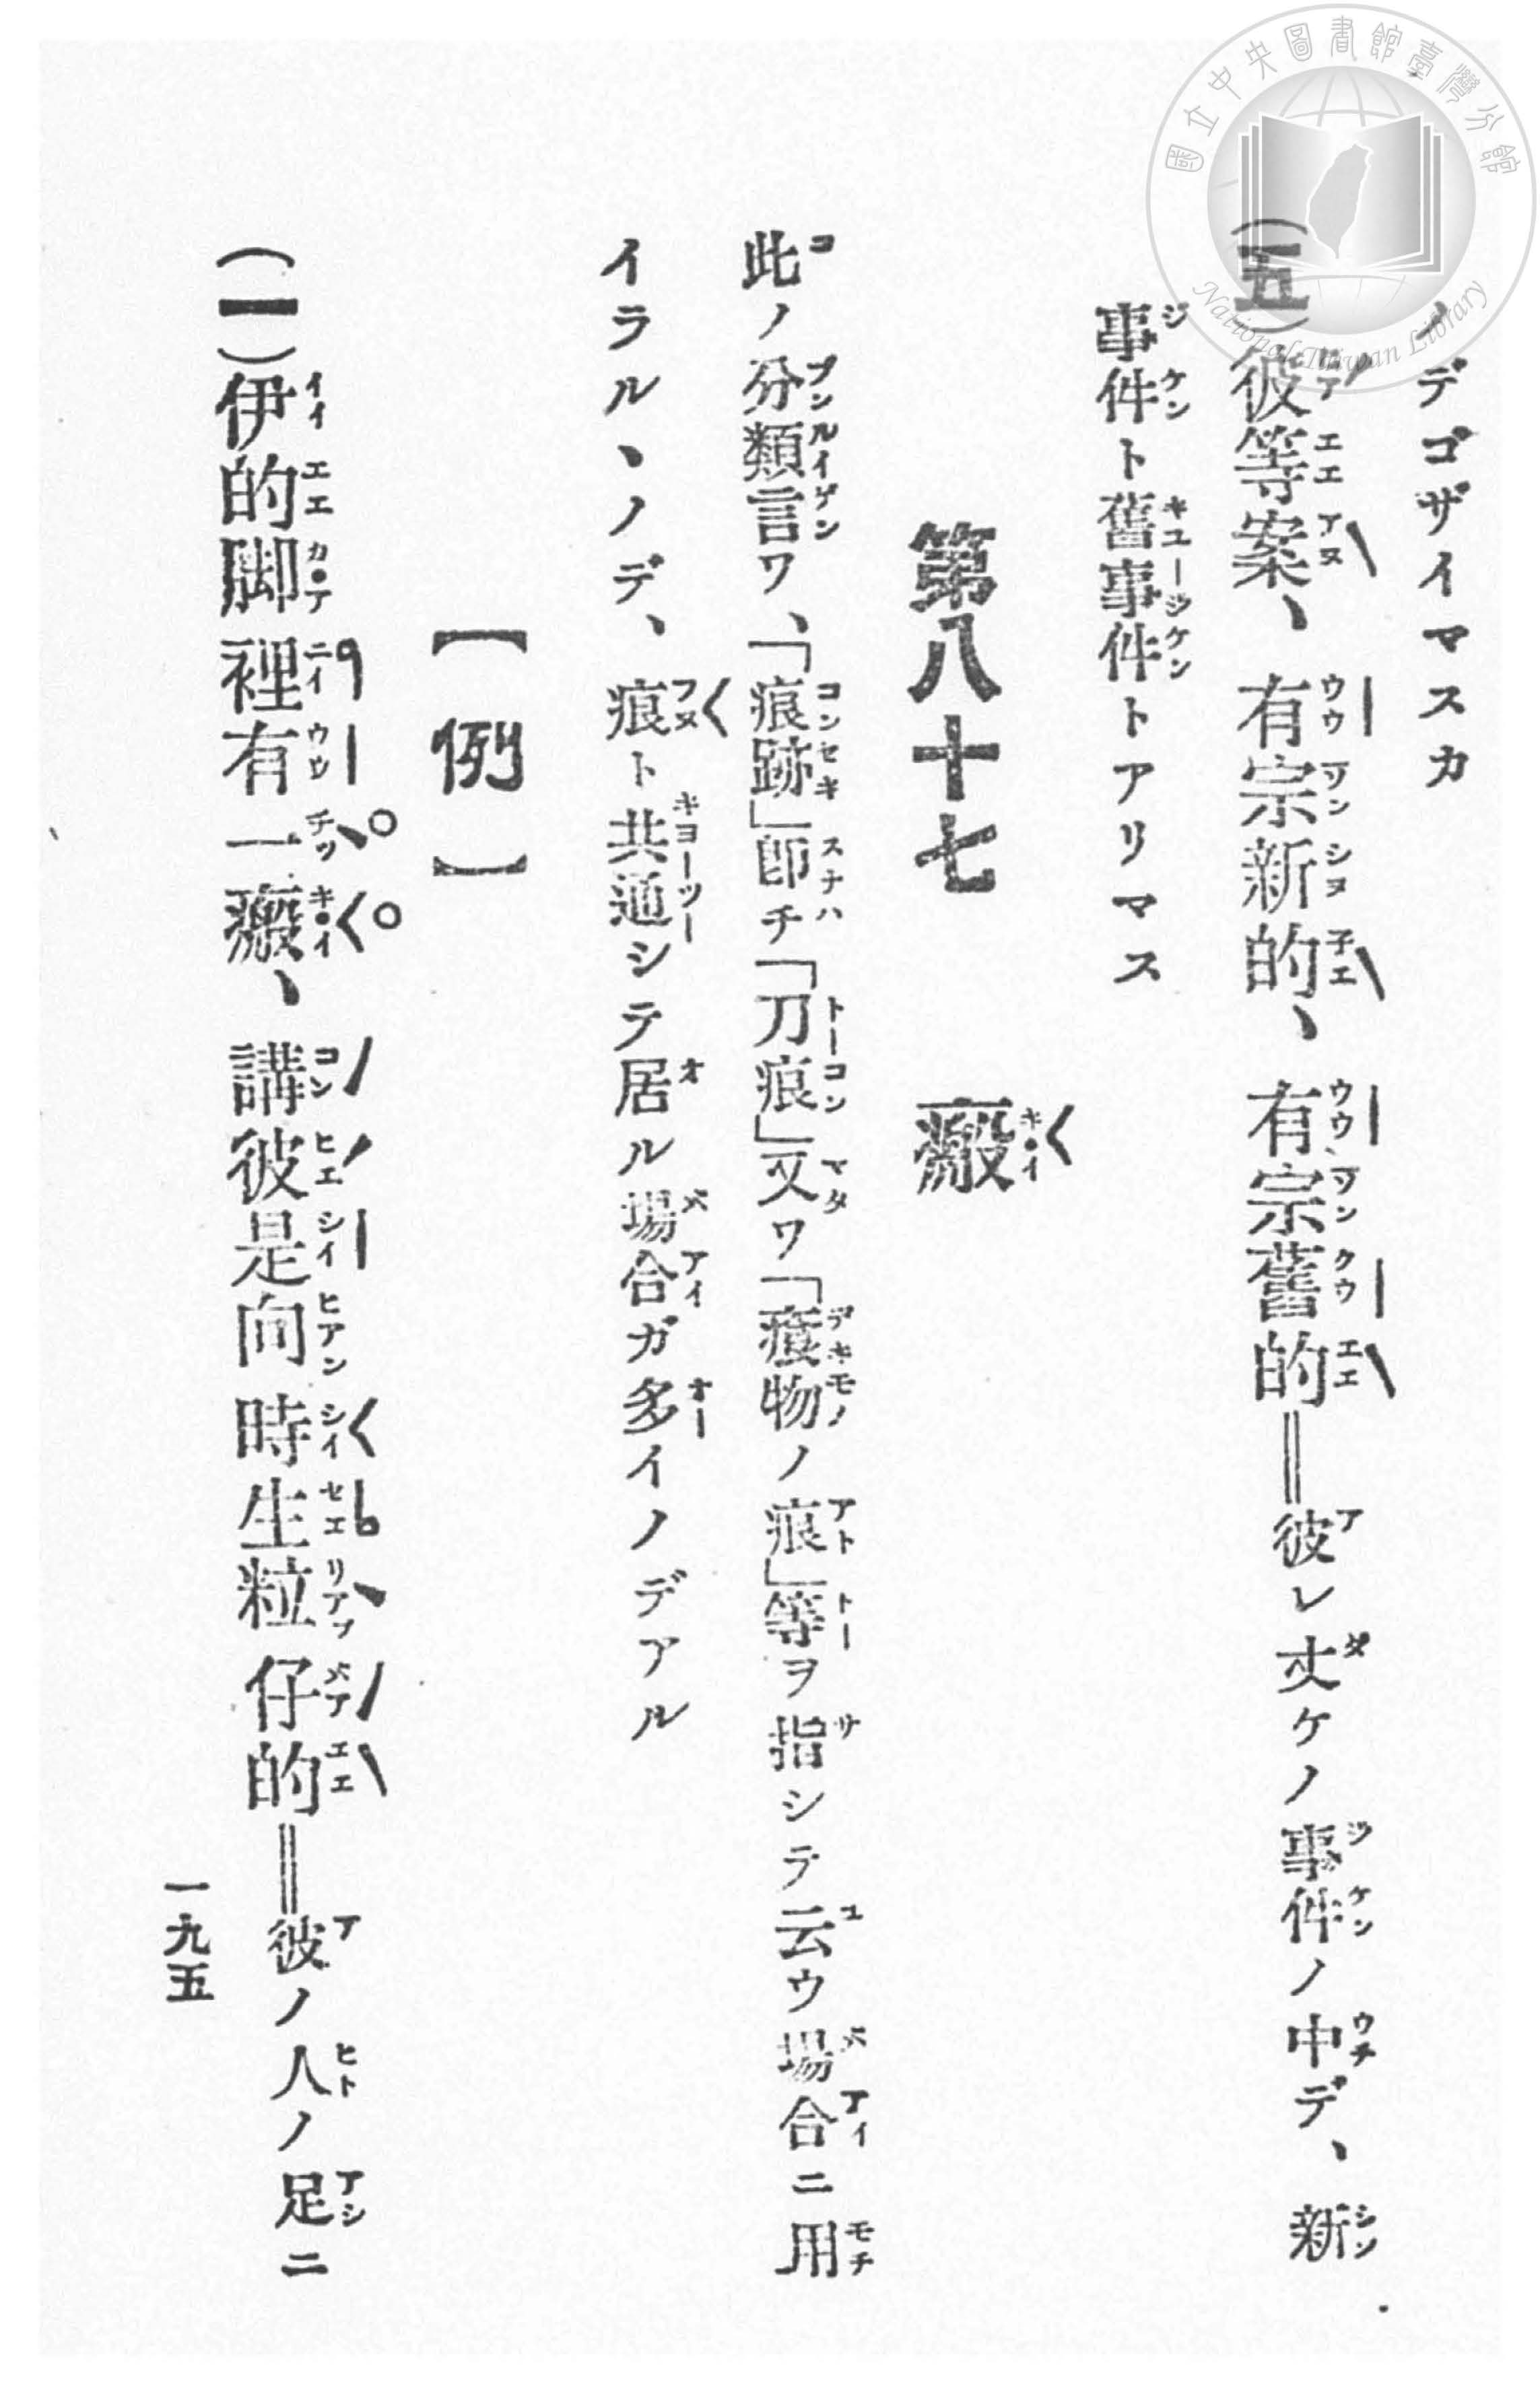 國立中央圖書館臺灣分館
National Taiwan Library
ノデゴザイマスカ
(五)彼等案、有宗新的、有宗舊的‖彼レ丈ケノ事件ノ中デ、新
事件ト舊事件トアリマス
第八十七 瘢
此ノ分類言ワ、「痕跡」卽チ「刀痕」又ワ「瘡物ノ痕」等ヲ指シテ云ウ場合ニ用
イラルヽノデ、痕ト共通シテ居ル場合ガ多イノデアル
【例】
(一)伊的脚裡有一瘢、講彼是向時生粒仔的‖彼ノ人ノ足ニ
一九五